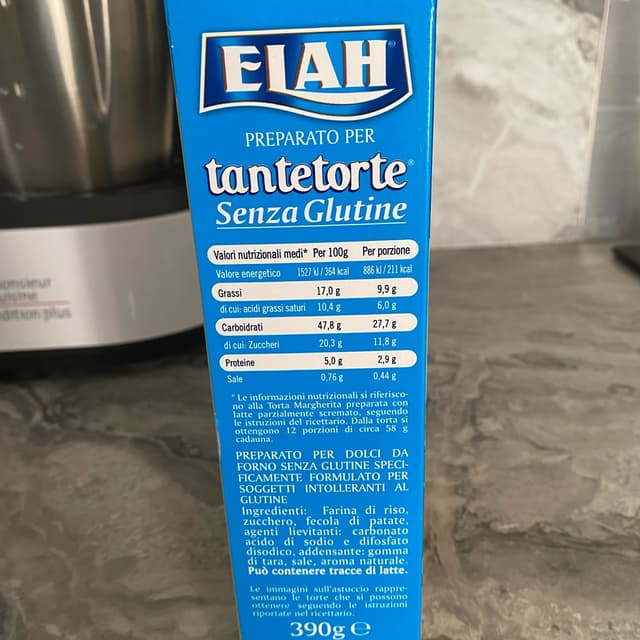 ELAH
PREPARATO PER
tantetorte®
Senza Glutine
Valori nutrizionali medi* Per 100g Per porzione
Valore energetico 1527 kJ / 364 kcal 886 kJ / 211 kcal
Grassi 17,0 g 9,9 g
di cui: acidi grassi saturi 10,4 g 6,0 g
Carboidrati 47,8 g 27,7 g
di cui: Zuccheri 20,3 g 11,8 g
Proteine 5,0 g 2,9 g
Sale 0,76 g 0,44 g
* Le informazioni nutrizionali si riferisco-
no alla Torta Margherita preparata con
latte parzialmente scremato, seguendo
le istruzioni del ricettario. Dalla torta si
ottengono 12 porzioni di circa 58 g
cadauna.
PREPARATO PER DOLCI DA
FORNO SENZA GLUTINE SPECI-
FICAMENTE FORMULATO PER
SOGGETTI INTOLLERANTI AL
GLUTINE
Ingredienti: Farina di riso,
zucchero, fecola di patate,
agenti lievitanti: carbonato
acido di sodio e difosfato
disodico, addensante: gomma
di tara, sale, aroma naturale.
Può contenere tracce di latte.
Le immagini sull'astuccio rappre-
sentano le torte che si possono
ottenere seguendo le istruzioni
riportate nel ricettario.
390g ℮
onsieur
uisine
dition plus